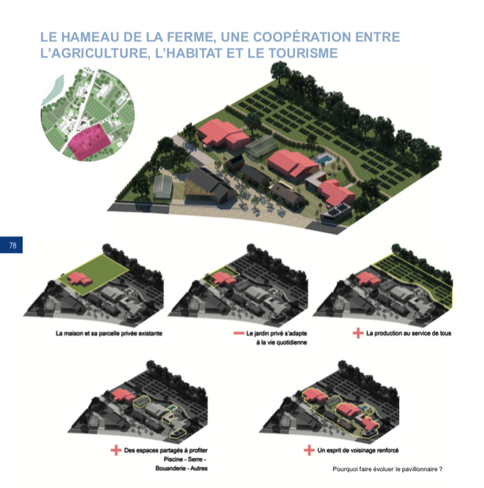 LE HAMEAU DE LA FERME, UNE COOPÉRATION ENTRE
L'AGRICULTURE, L'HABITAT ET LE TOURISME
78
La maison et sa parcelle privée existante
− Le jardin privé s'adapte
à la vie quotidienne
+ La production au service de tous
+ Des espaces partagés à profiter
Piscine - Serre -
Bouanderie - Autres
+ Un esprit de voisinage renforcé
Pourquoi faire évoluer le pavillonnaire ?